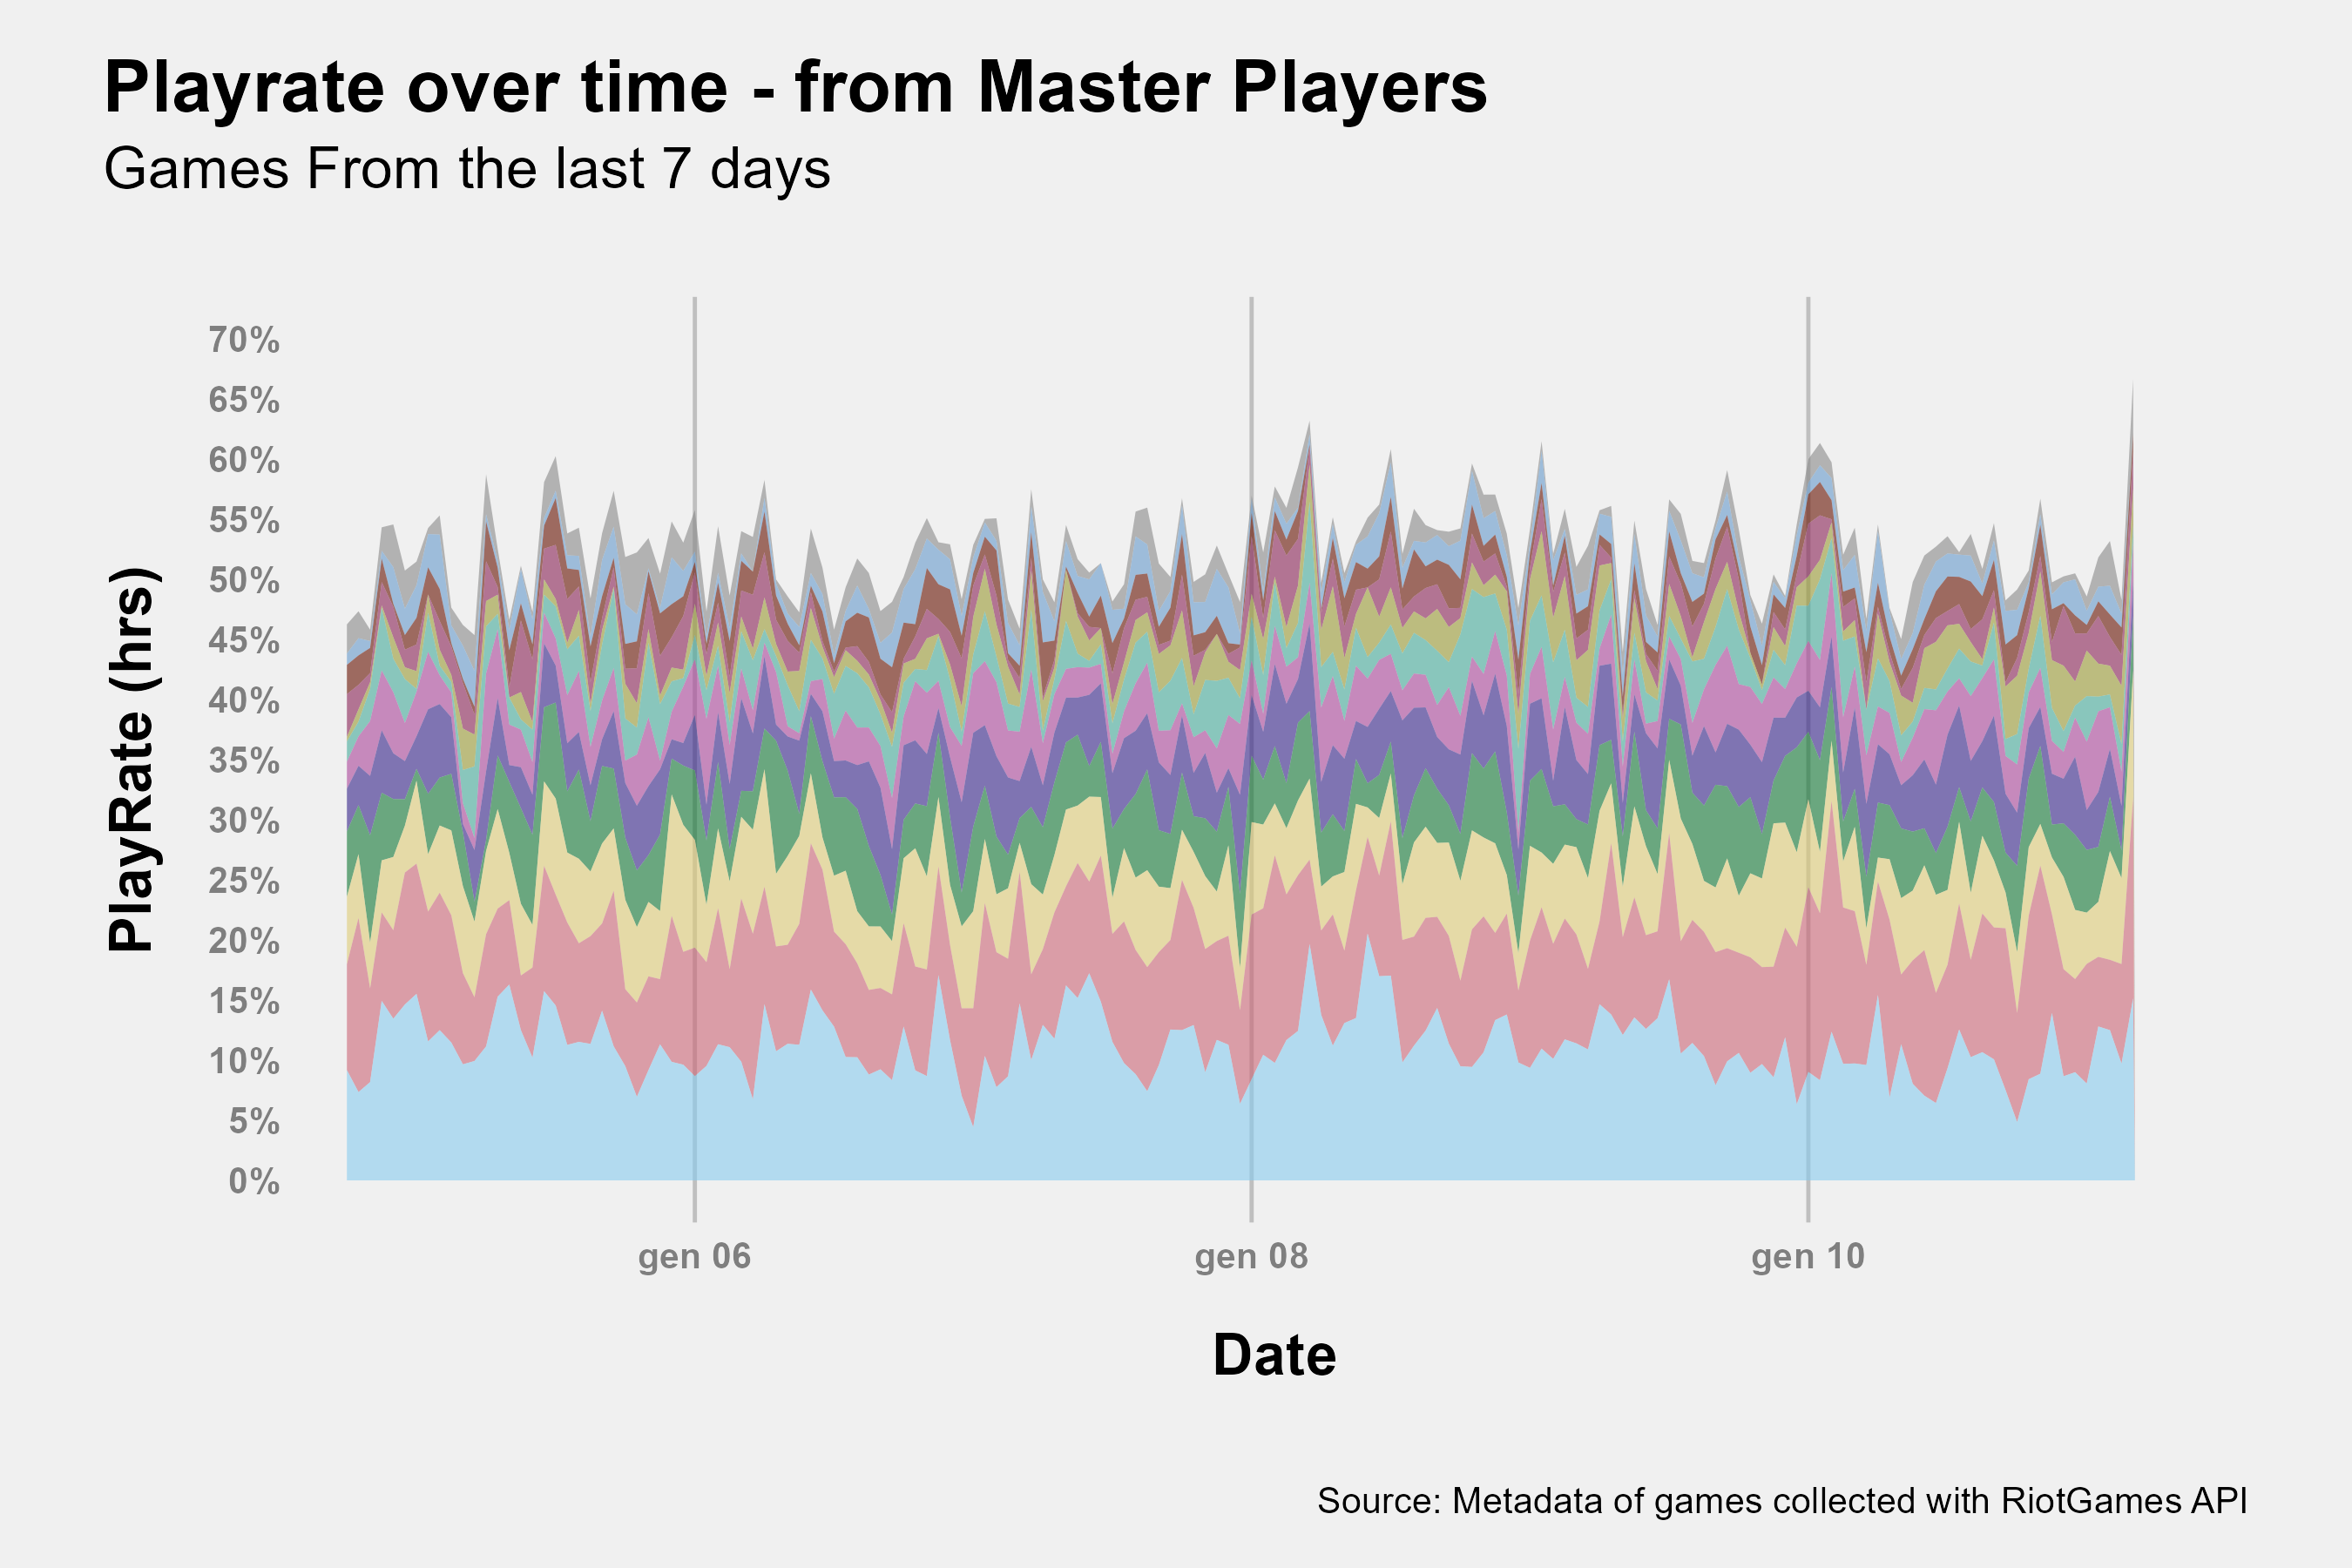 Playrate over time - from Master Players
Games From the last 7 days
70%
65%
60%
55%
50%
45%
40%
35%
30%
25%
20%
15%
10%
5%
0%
PlayRate (hrs)
gen 06
gen 08
gen 10
Date
Source: Metadata of games collected with RiotGames API